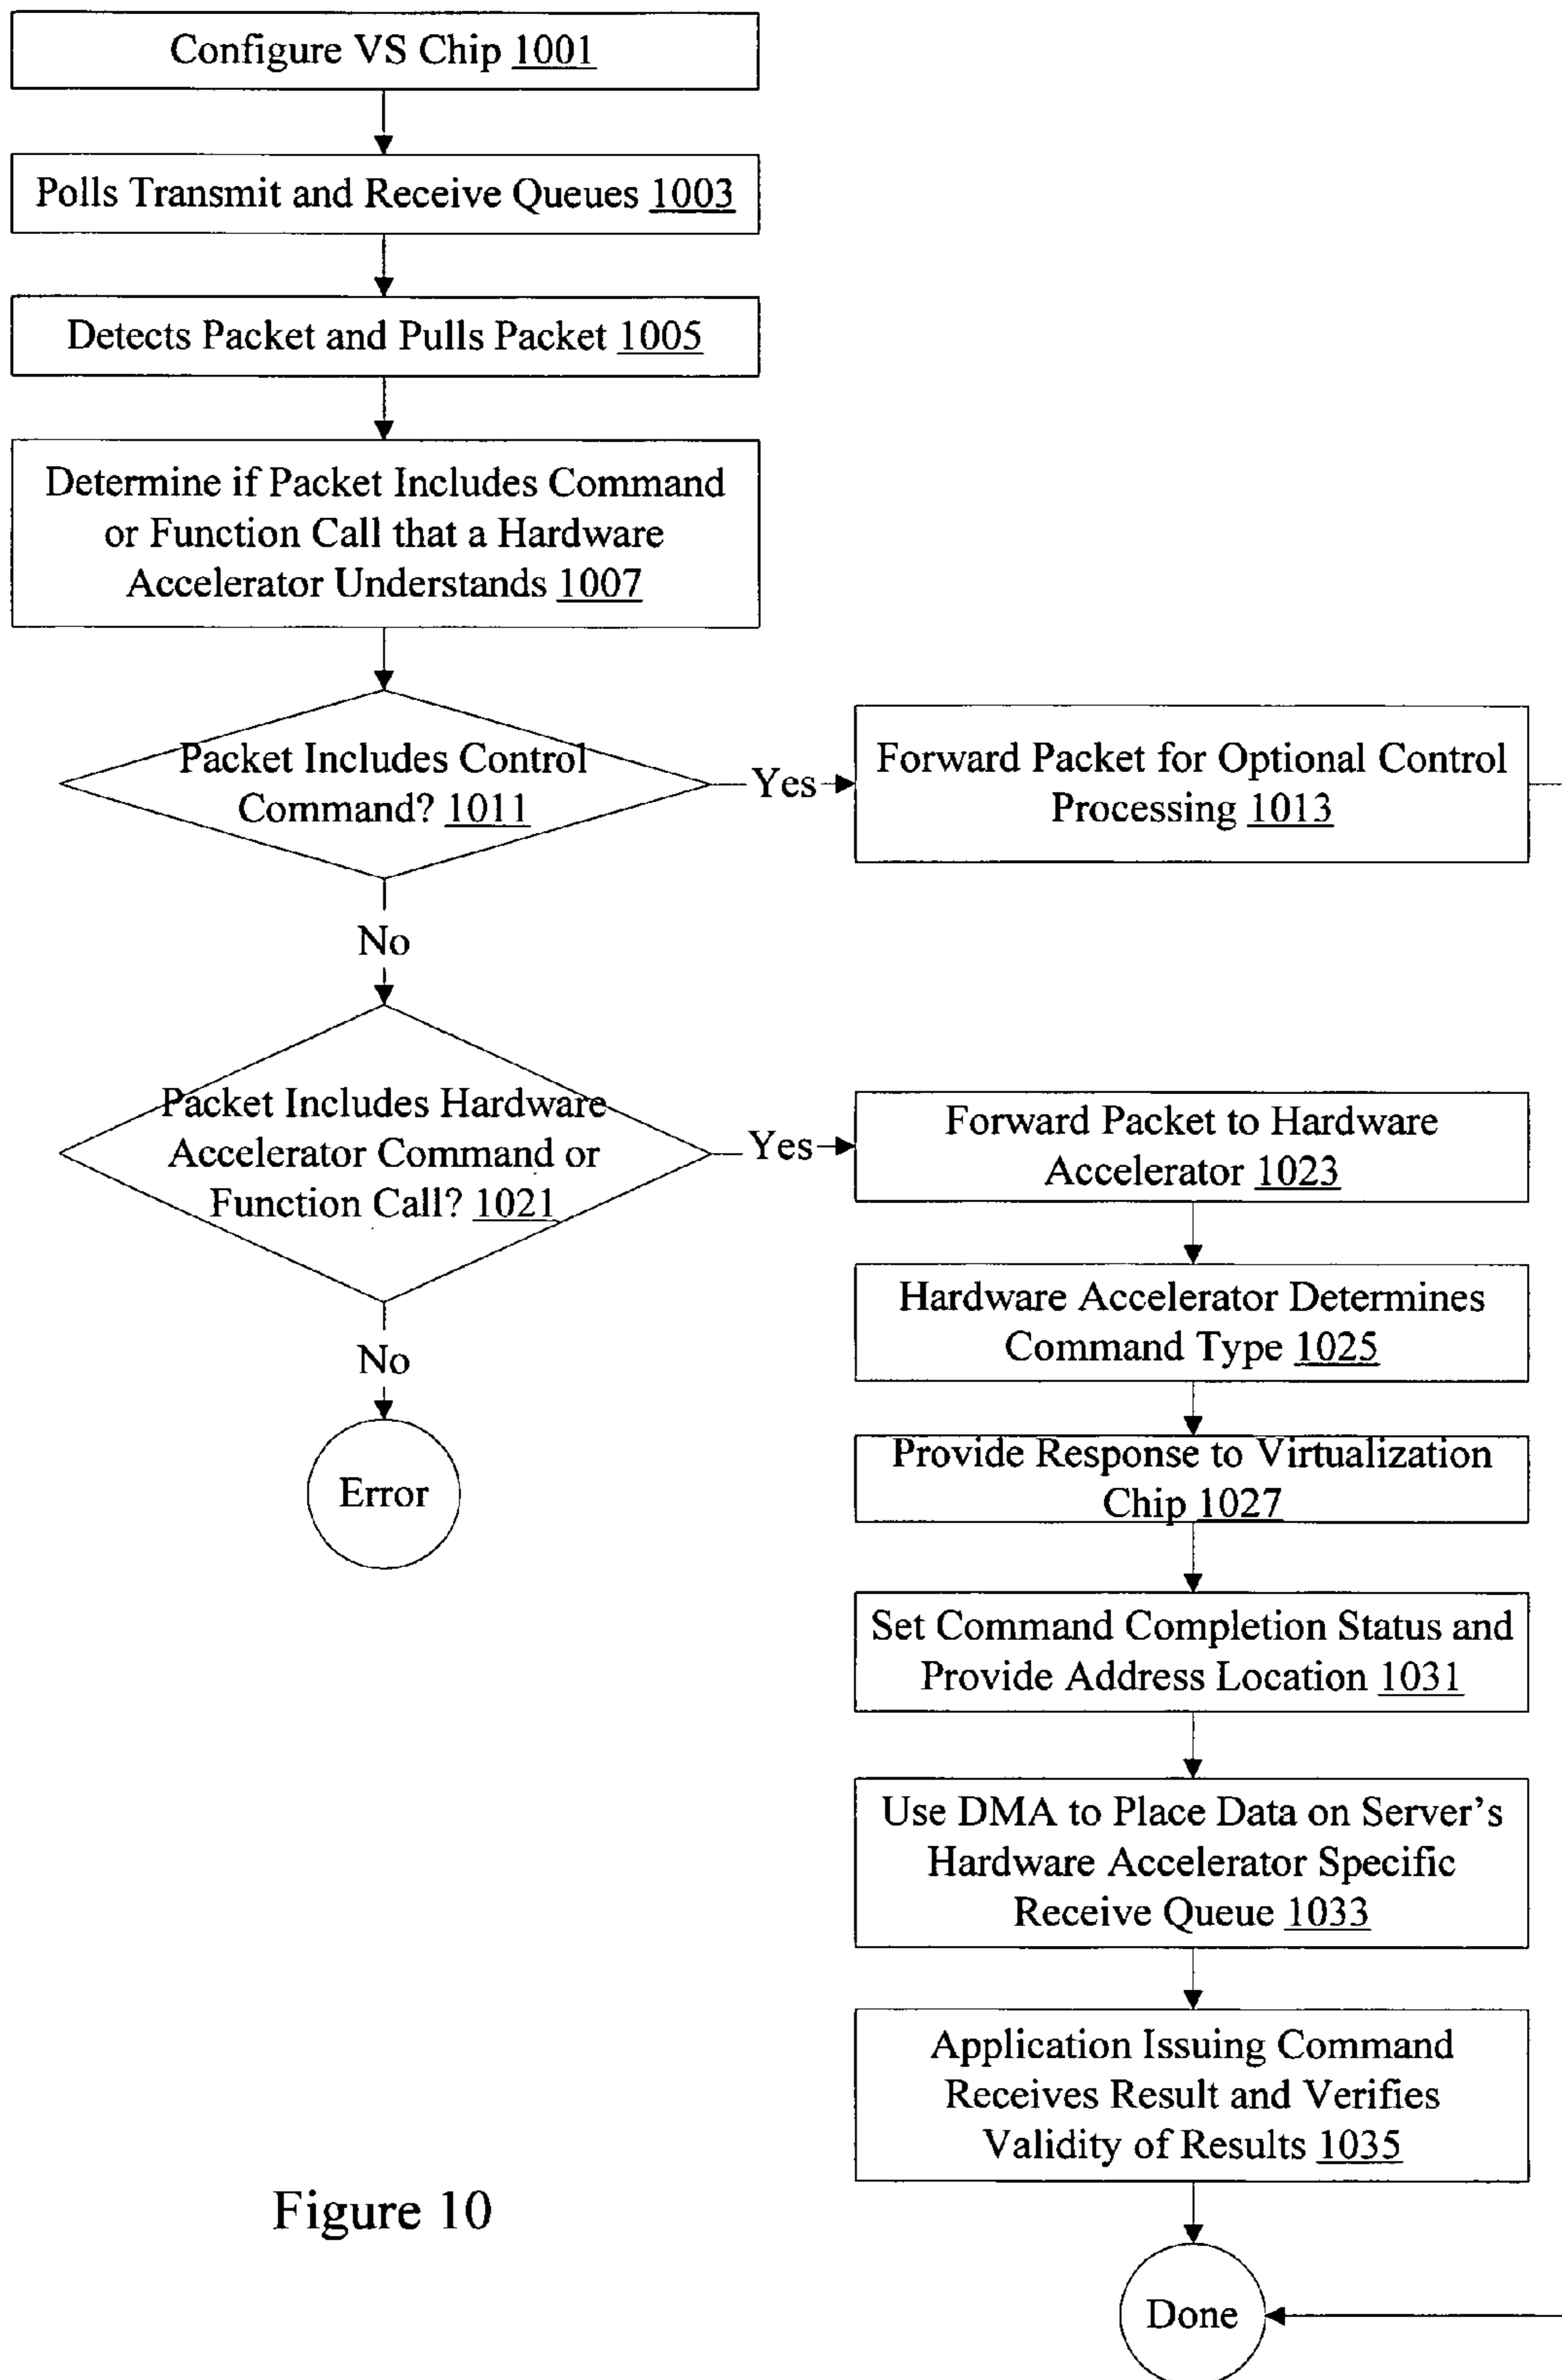 Configure VS Chip 1001
Polls Transmit and Receive Queues 1003
Detects Packet and Pulls Packet 1005
Determine if Packet Includes Command
or Function Call that a Hardware
Accelerator Understands 1007
Packet Includes Control
Command? 1011
Yes
Forward Packet for Optional Control
Processing 1013
No
Packet Includes Hardware
Accelerator Command or
Function Call? 1021
Yes
Forward Packet to Hardware
Accelerator 1023
No
Error
Hardware Accelerator Determines
Command Type 1025
Provide Response to Virtualization
Chip 1027
Set Command Completion Status and
Provide Address Location 1031
Use DMA to Place Data on Server's
Hardware Accelerator Specific
Receive Queue 1033
Application Issuing Command
Receives Result and Verifies
Validity of Results 1035
Done
Figure 10